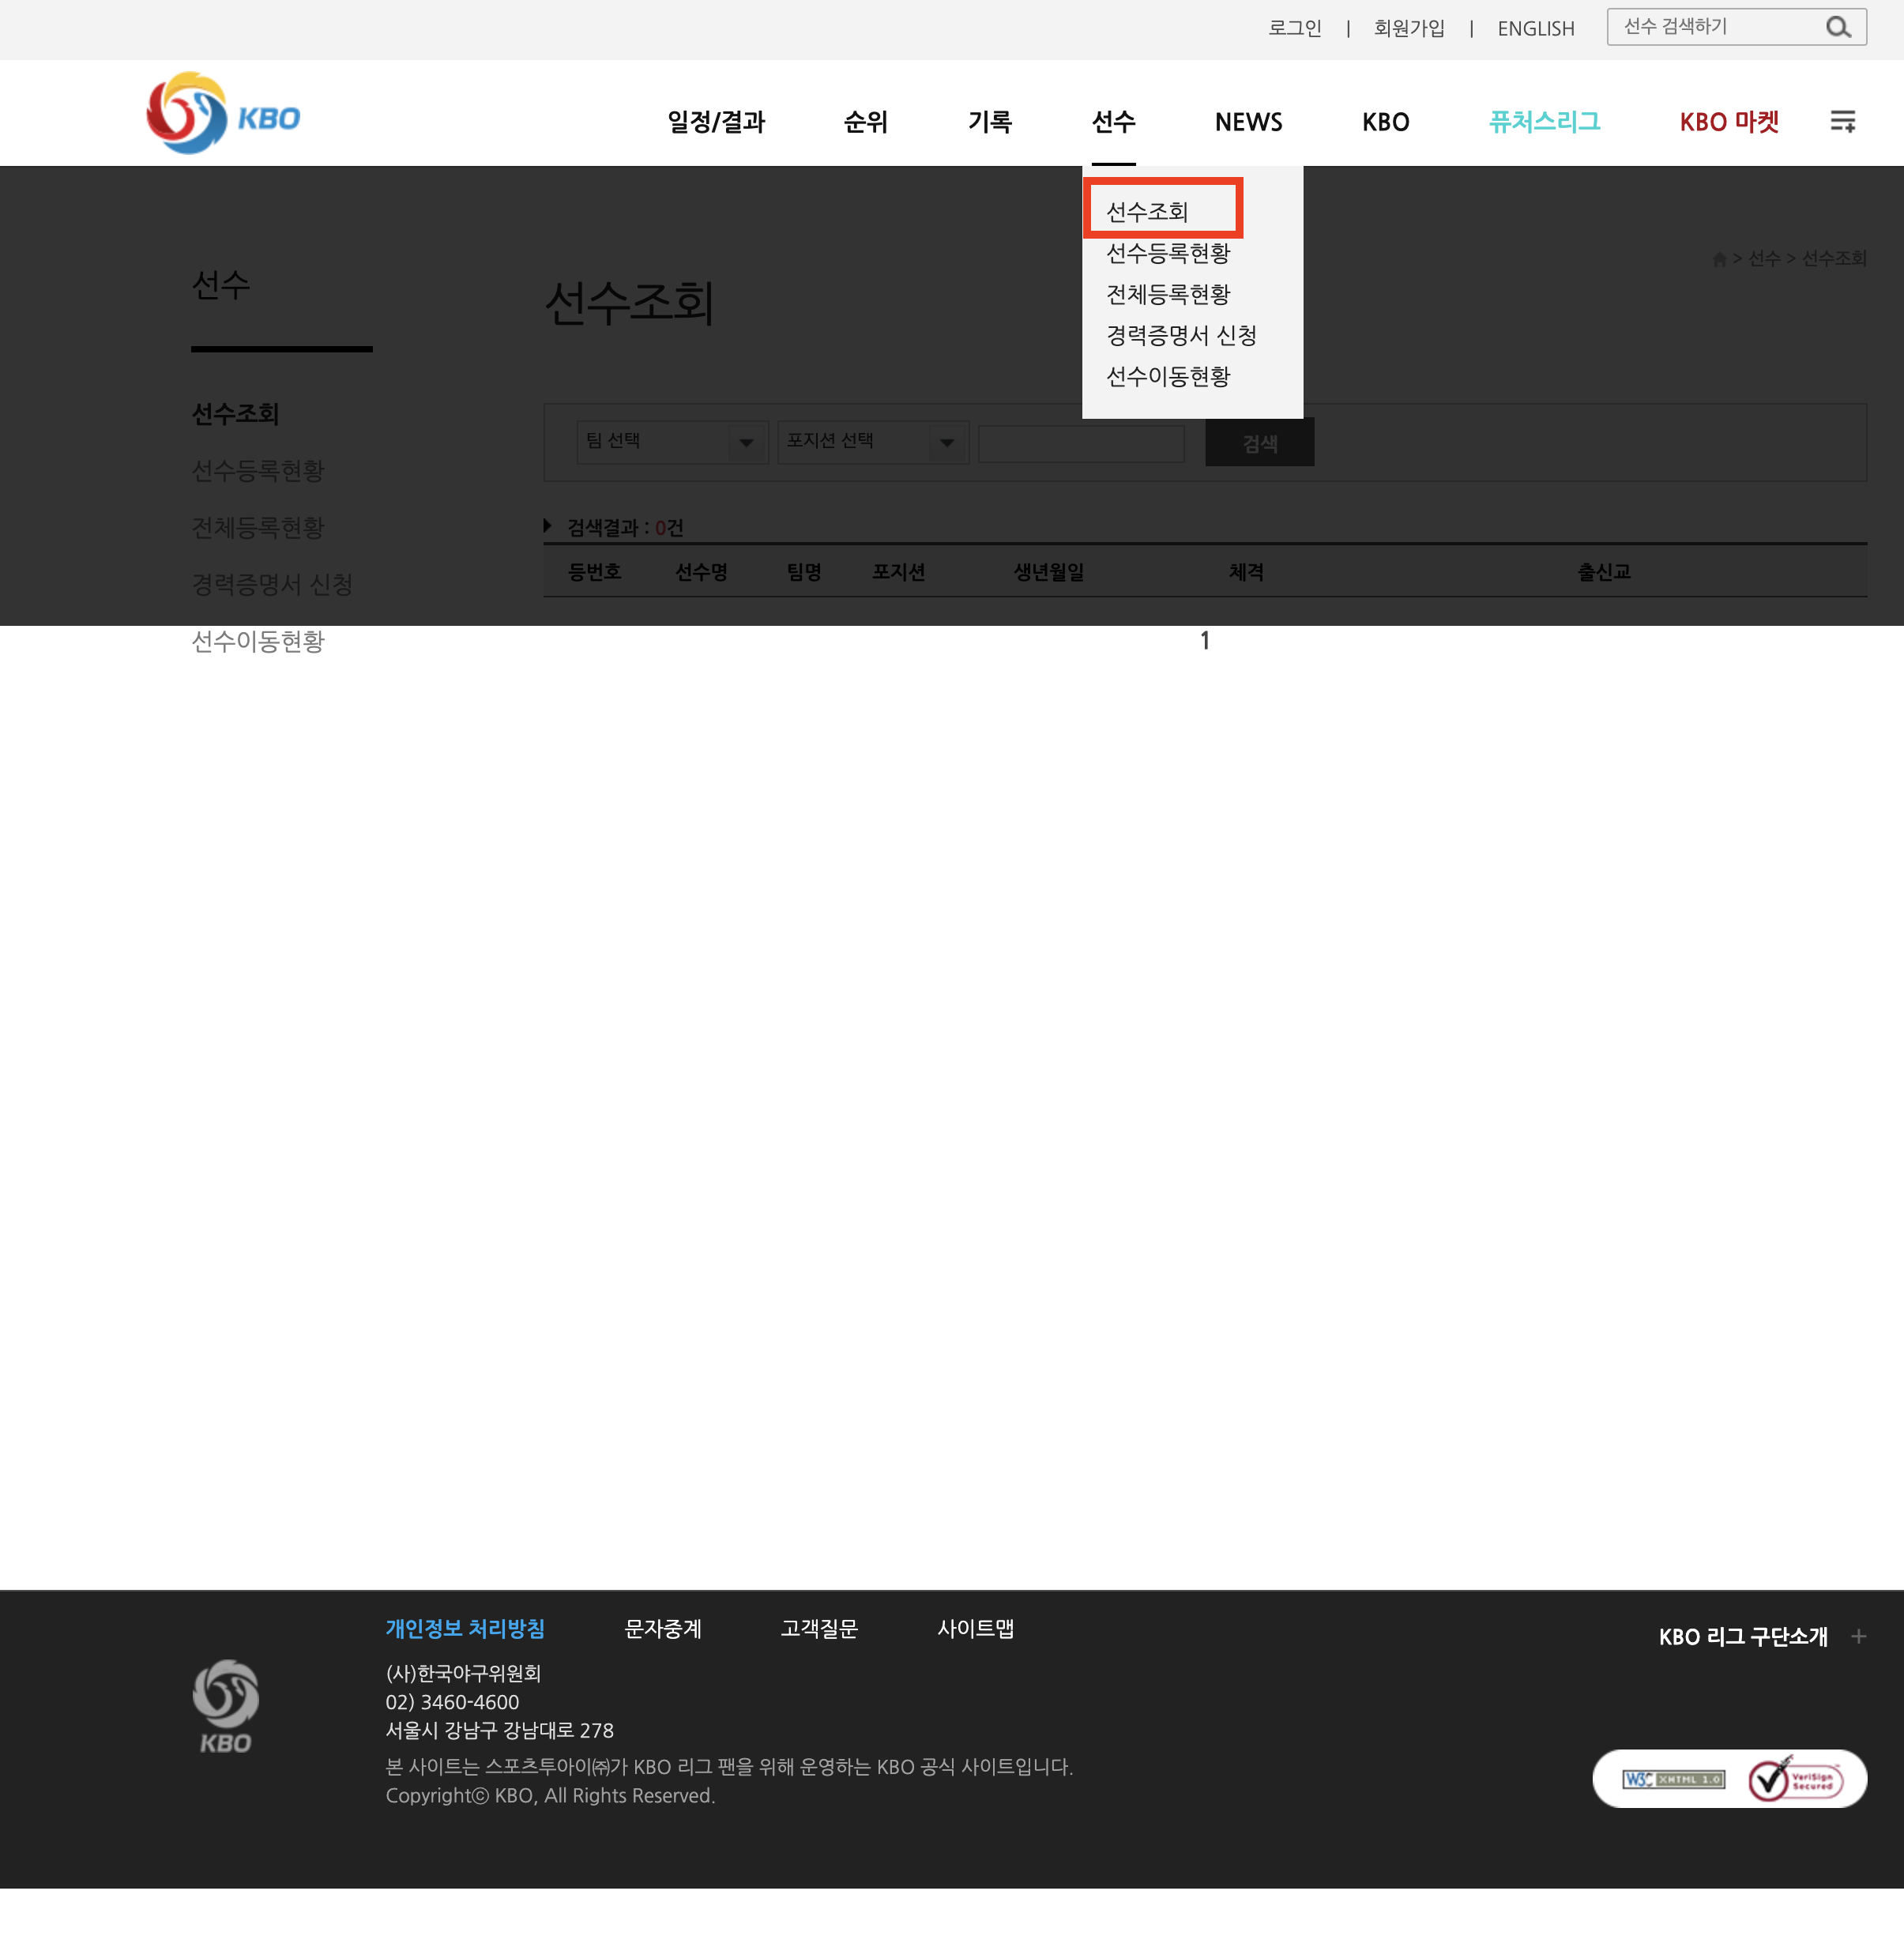 로그인 | 회원가입 | ENGLISH 선수 검색하기
KBO 일정/결과 순위 기록 선수 NEWS KBO 퓨처스리그 KBO 마켓
선수조회
선수등록현황
전체등록현황
경력증명서 신청
선수이동현황
> 선수 > 선수조회
선수
선수조회
선수등록현황
전체등록현황
경력증명서 신청
선수이동현황
선수조회
팀 선택 포지션 선택 검색
검색결과 : 0건
등번호 선수명 팀명 포지션 생년월일 체격 출신교
1
개인정보 처리방침 문자중계 고객질문 사이트맵
KBO 리그 구단소개 +
KBO
(사)한국야구위원회
02) 3460-4600
서울시 강남구 강남대로 278
본 사이트는 스포츠투아이㈜가 KBO 리그 팬을 위해 운영하는 KBO 공식 사이트입니다.
Copyrightⓒ KBO, All Rights Reserved.
W3C XHTML 1.0
VeriSign
Secured